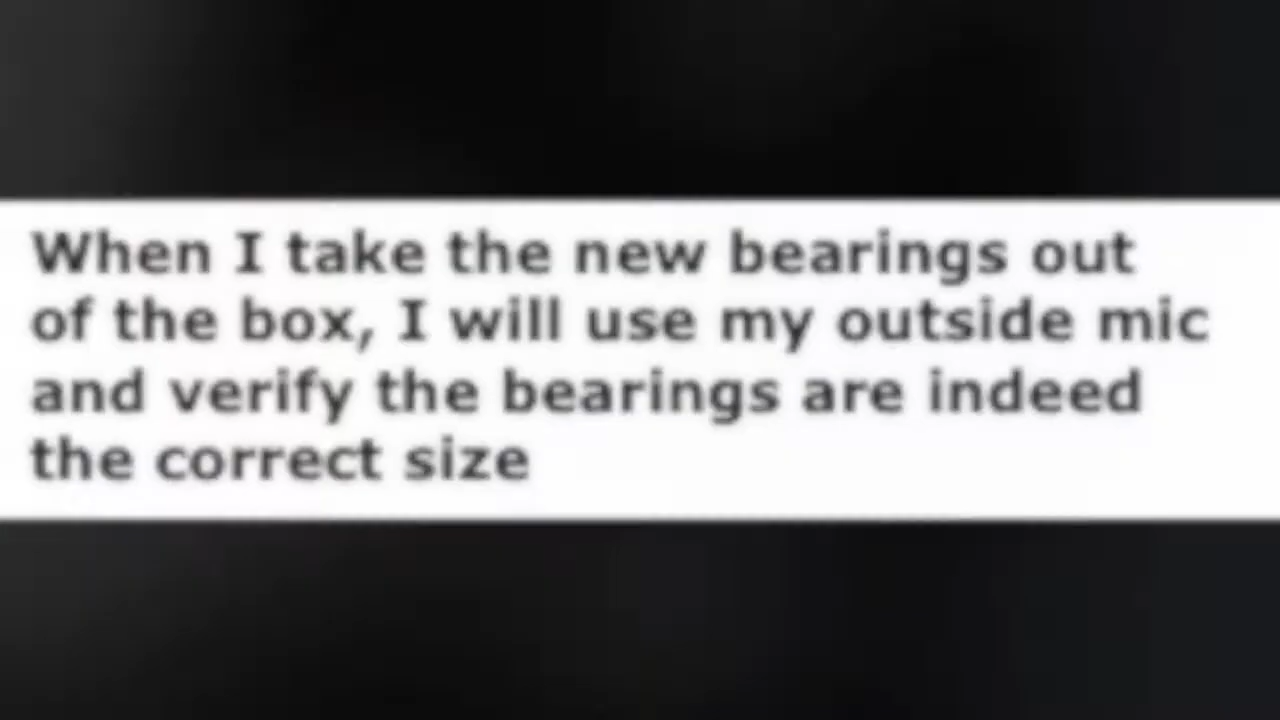 When I take the new bearings out
of the box, I will use my outside mic
and verify the bearings are indeed
the correct size